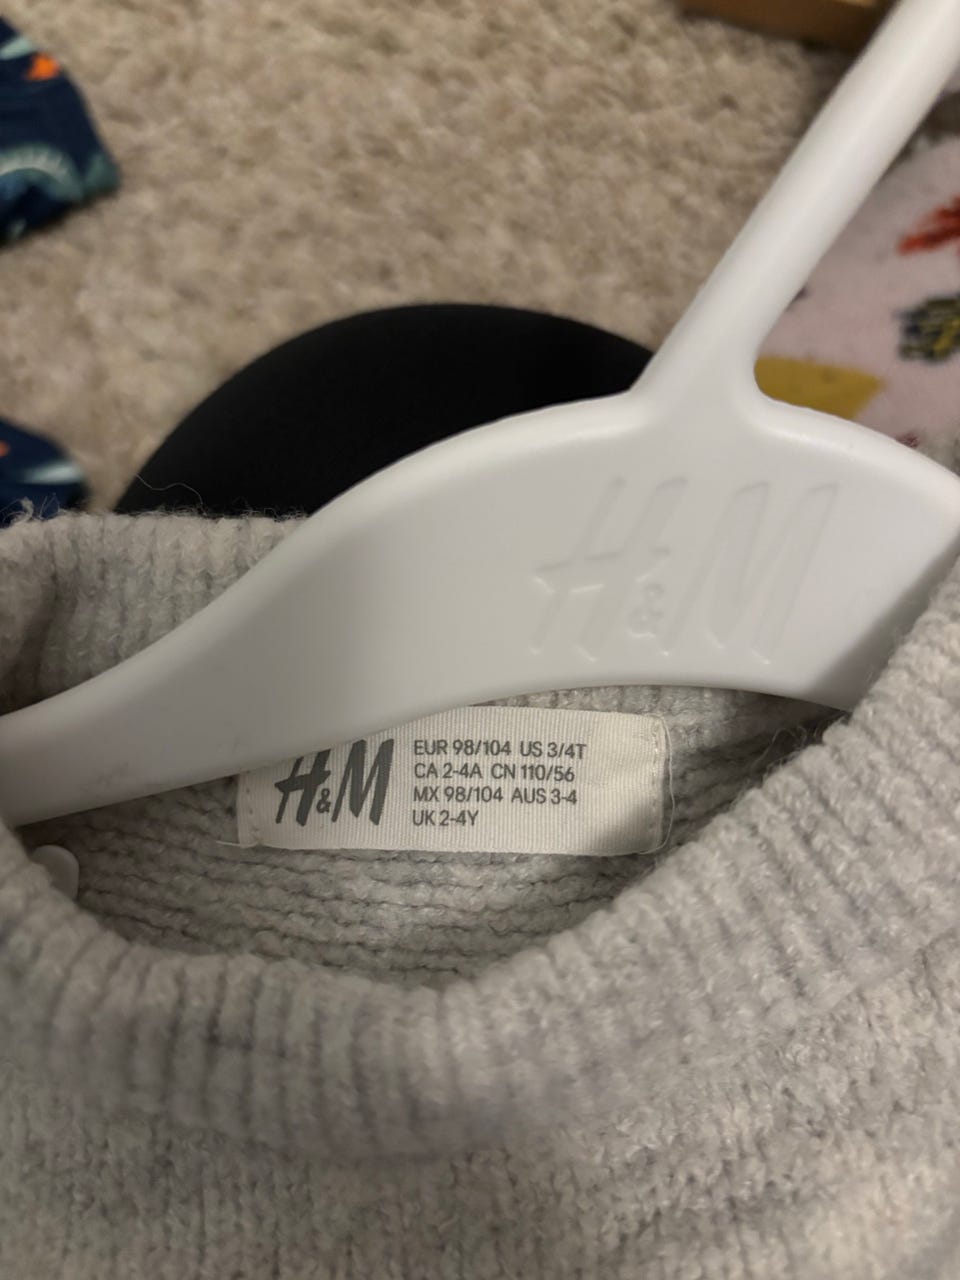 H&M
H&M
EUR 98/104 US 3/4T
CA 2-4A CN 110/56
MX 98/104 AUS 3-4
UK 2-4Y